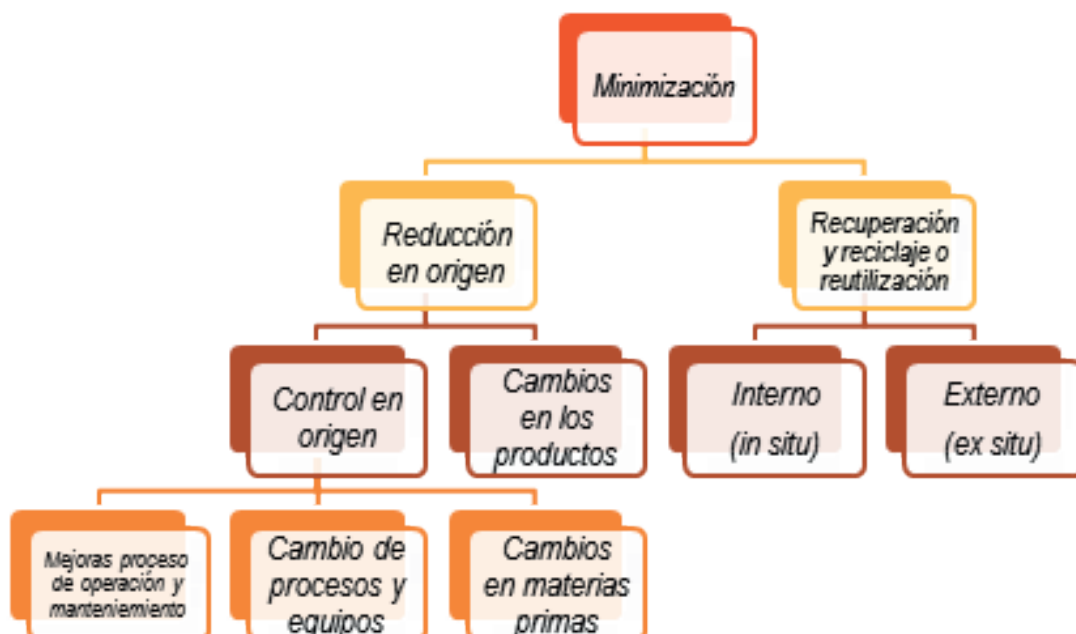 Minimización
Reducción
en origen
Recuperación
y reciclaje o
reutilización
Control en
origen
Cambios
en los
productos
Interno
(in situ)
Externo
(ex situ)
Mejoras proceso
de operación y
manteniemiento
Cambio de
procesos y
equipos
Cambios
en materias
primas